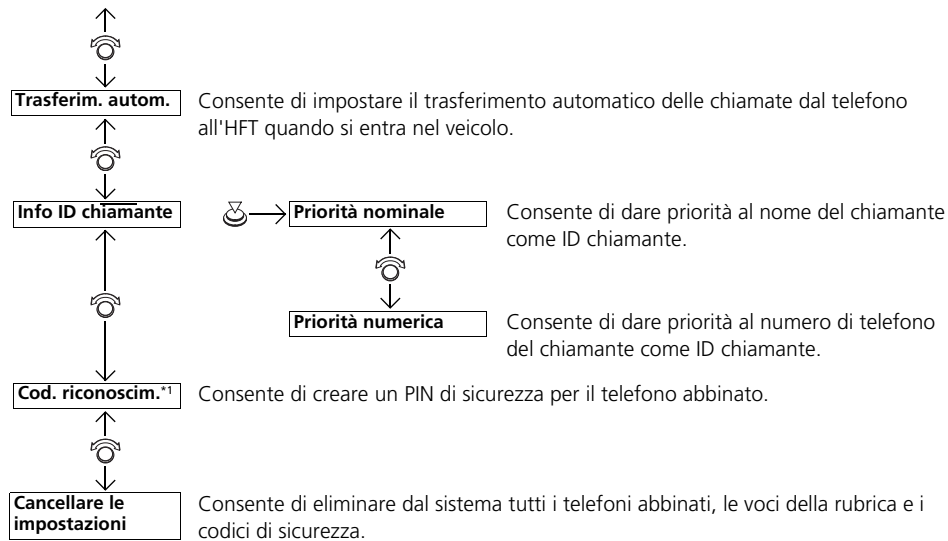 Trasferim. autom.
Consente di impostare il trasferimento automatico delle chiamate dal telefono
all'HFT quando si entra nel veicolo.
Info ID chiamante
Priorità nominale
Consente di dare priorità al nome del chiamante
come ID chiamante.
Priorità numerica
Consente di dare priorità al numero di telefono
del chiamante come ID chiamante.
Cod. riconoscim.*1
Consente di creare un PIN di sicurezza per il telefono abbinato.
Cancellare le
impostazioni
Consente di eliminare dal sistema tutti i telefoni abbinati, le voci della rubrica e i
codici di sicurezza.